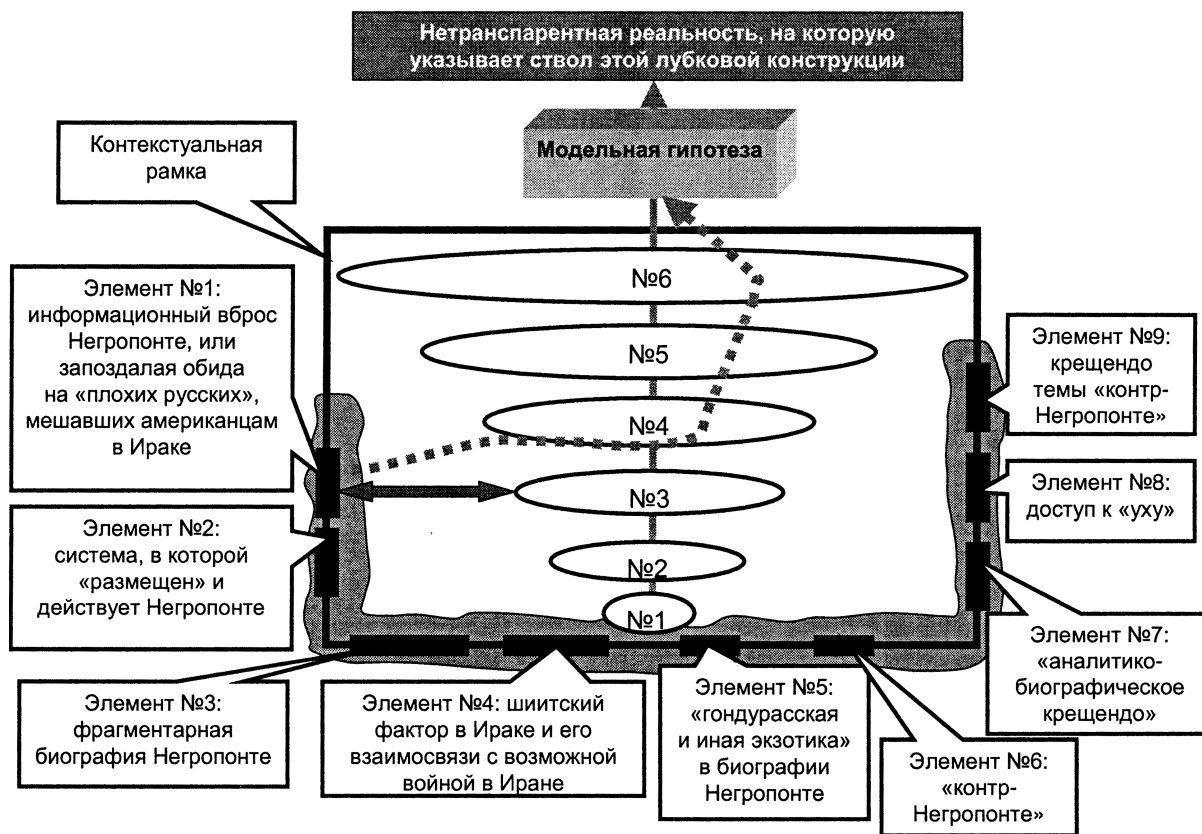 Нетранспарентная реальность, на которую
указывает ствол этой лубковой конструкции
Модельная гипотеза
Контекстуальная
рамка
№6
№5
№4
№3
№2
№1
Элемент №1:
информационный вброс
Негропонте, или
запоздалая обида
на «плохих русских»,
мешавших американцам
в Ираке
Элемент №2:
система, в которой
«размещен» и
действует Негропонте
Элемент №3:
фрагментарная
биография Негропонте
Элемент №4: шиитский
фактор в Ираке и его
взаимосвязи с возможной
войной в Иране
Элемент №5:
«гондурасская
и иная экзотика»
в биографии
Негропонте
Элемент №6:
«контр-
Негропонте»
Элемент №7:
«аналитико-
биографическое
крещендо»
Элемент №8:
доступ к «уху»
Элемент №9:
крещендо
темы «контр-
Негропонте»